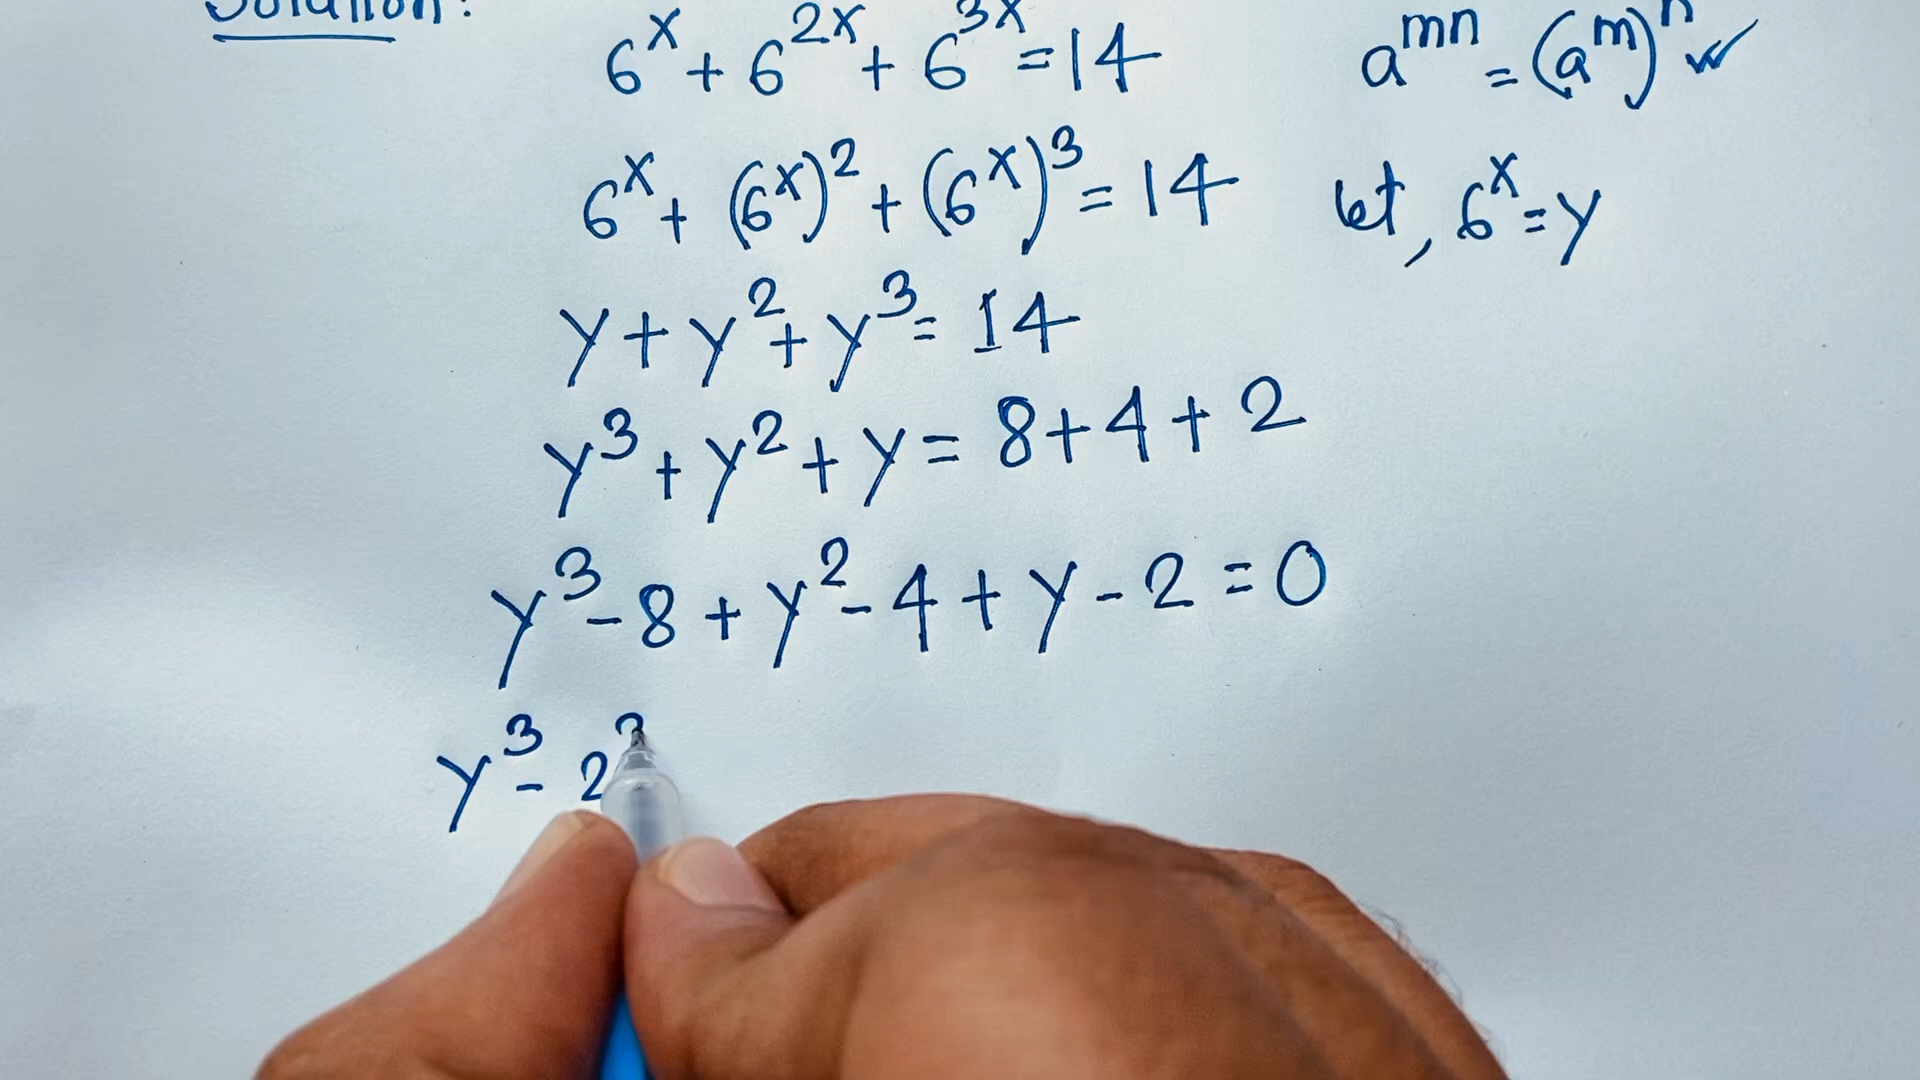 Solution:
6^x + 6^2x + 6^3x = 14
a^mn = (a^m)^n ✓
6^x + (6^x)^2 + (6^x)^3 = 14
let, 6^x = y
y + y^2 + y^3 = 14
y^3 + y^2 + y = 8 + 4 + 2
y^3 - 8 + y^2 - 4 + y - 2 = 0
y^3 - 2^3